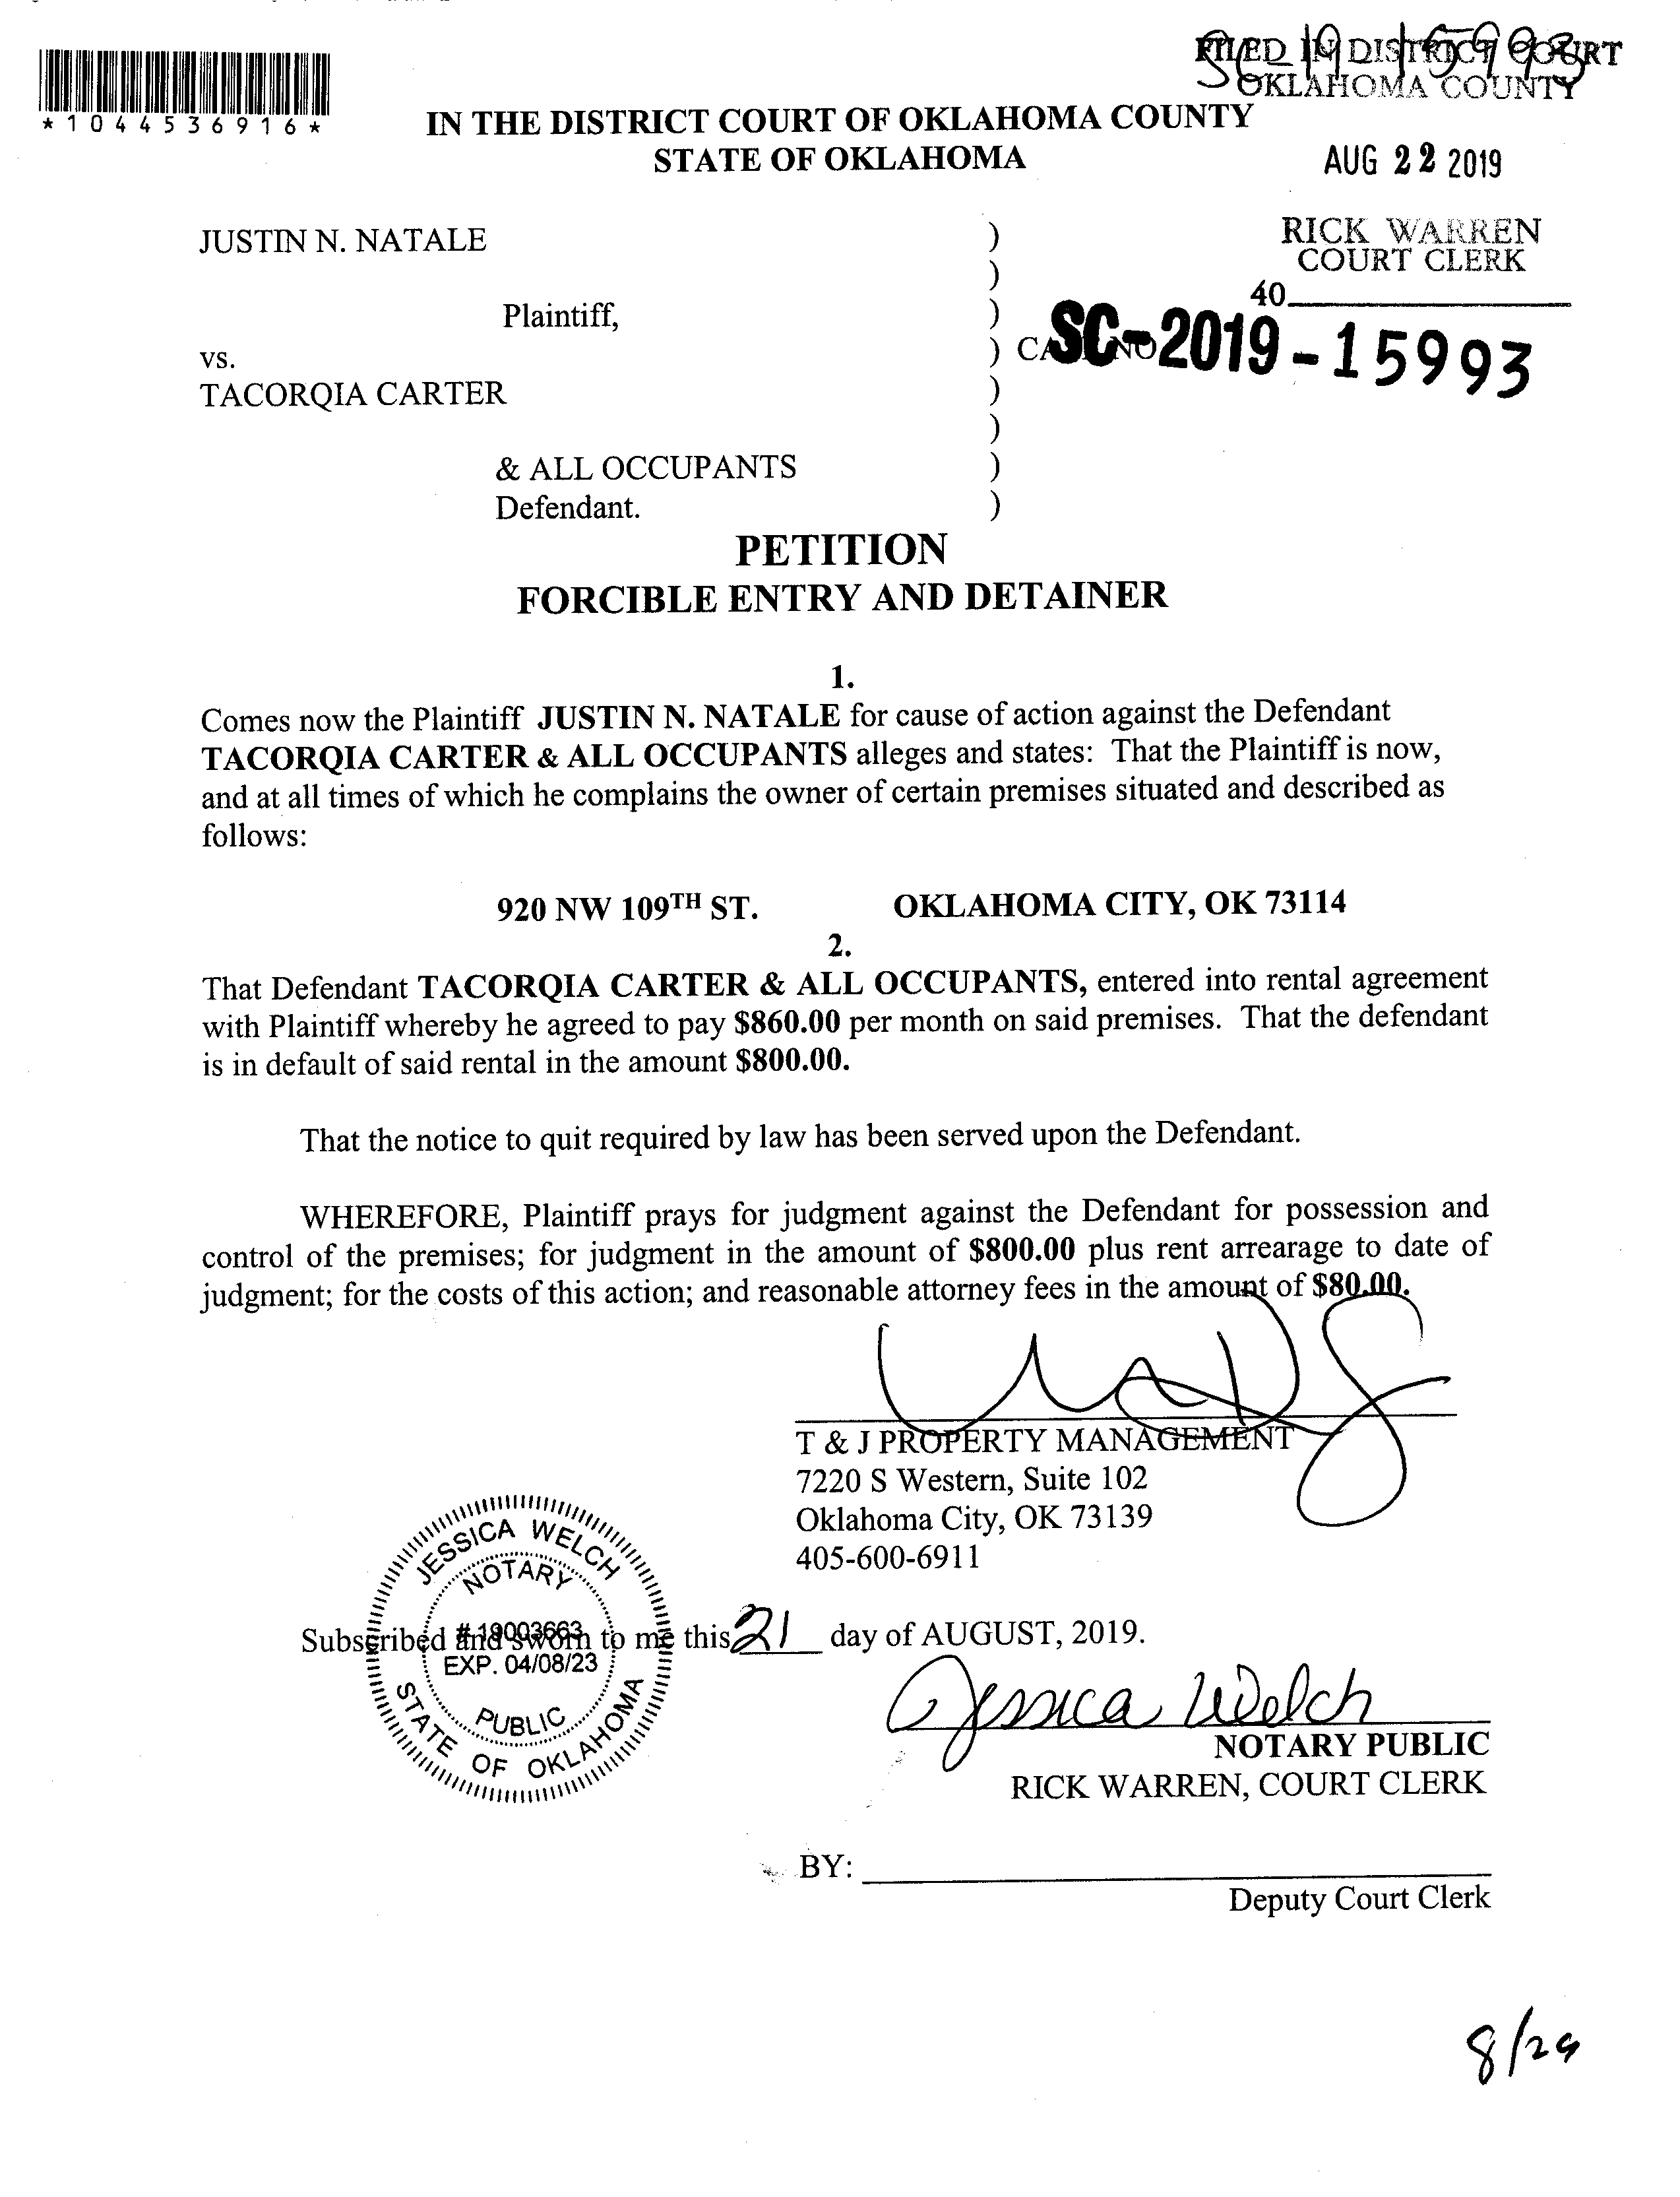 SC-19-15993
FILED IN DISTRICT COURT
OKLAHOMA COUNTY
*1044536916*
IN THE DISTRICT COURT OF OKLAHOMA COUNTY
STATE OF OKLAHOMA
AUG 22 2019
JUSTIN N. NATALE )
RICK WARREN
COURT CLERK
)
40
Plaintiff, )
vs. ) SC-2019-15993
TACORQIA CARTER )
)
& ALL OCCUPANTS )
Defendant. )
PETITION
FORCIBLE ENTRY AND DETAINER
1.
Comes now the Plaintiff JUSTIN N. NATALE for cause of action against the Defendant
TACORQIA CARTER & ALL OCCUPANTS alleges and states: That the Plaintiff is now,
and at all times of which he complains the owner of certain premises situated and described as
follows:
920 NW 109TH ST. OKLAHOMA CITY, OK 73114
2.
That Defendant TACORQIA CARTER & ALL OCCUPANTS, entered into rental agreement
with Plaintiff whereby he agreed to pay $860.00 per month on said premises. That the defendant
is in default of said rental in the amount $800.00.
That the notice to quit required by law has been served upon the Defendant.
WHEREFORE, Plaintiff prays for judgment against the Defendant for possession and
control of the premises; for judgment in the amount of $800.00 plus rent arrearage to date of
judgment; for the costs of this action; and reasonable attorney fees in the amount of $80.00.
T & J PROPERTY MANAGEMENT
7220 S Western, Suite 102
Oklahoma City, OK 73139
405-600-6911
JESSICA WELCH
NOTARY
#19003663
EXP. 04/08/23
PUBLIC
STATE OF OKLAHOMA
Subscribed and sworn to me this 21 day of AUGUST, 2019.
Jessica Welch
NOTARY PUBLIC
RICK WARREN, COURT CLERK
BY:
Deputy Court Clerk
8/29